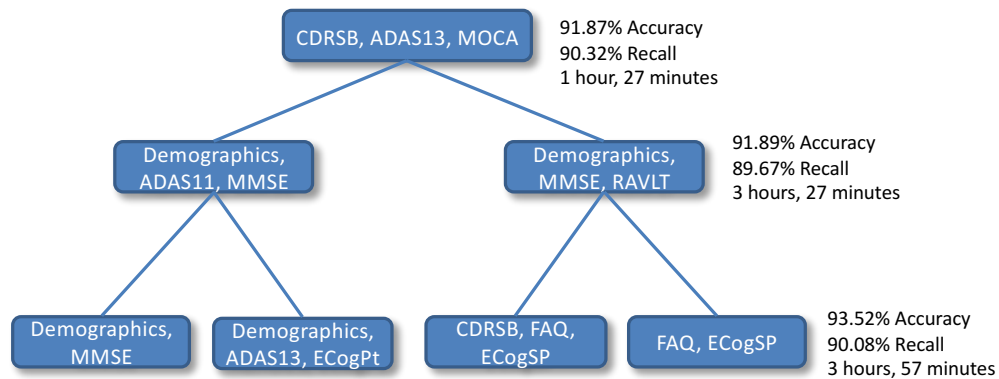 CDRSB, ADAS13, MOCA
91.87% Accuracy
90.32% Recall
1 hour, 27 minutes
Demographics,
ADAS11, MMSE
Demographics,
MMSE, RAVLT
91.89% Accuracy
89.67% Recall
3 hours, 27 minutes
Demographics,
MMSE
Demographics,
ADAS13, ECogPt
CDRSB, FAQ,
ECogSP
FAQ, ECogSP
93.52% Accuracy
90.08% Recall
3 hours, 57 minutes